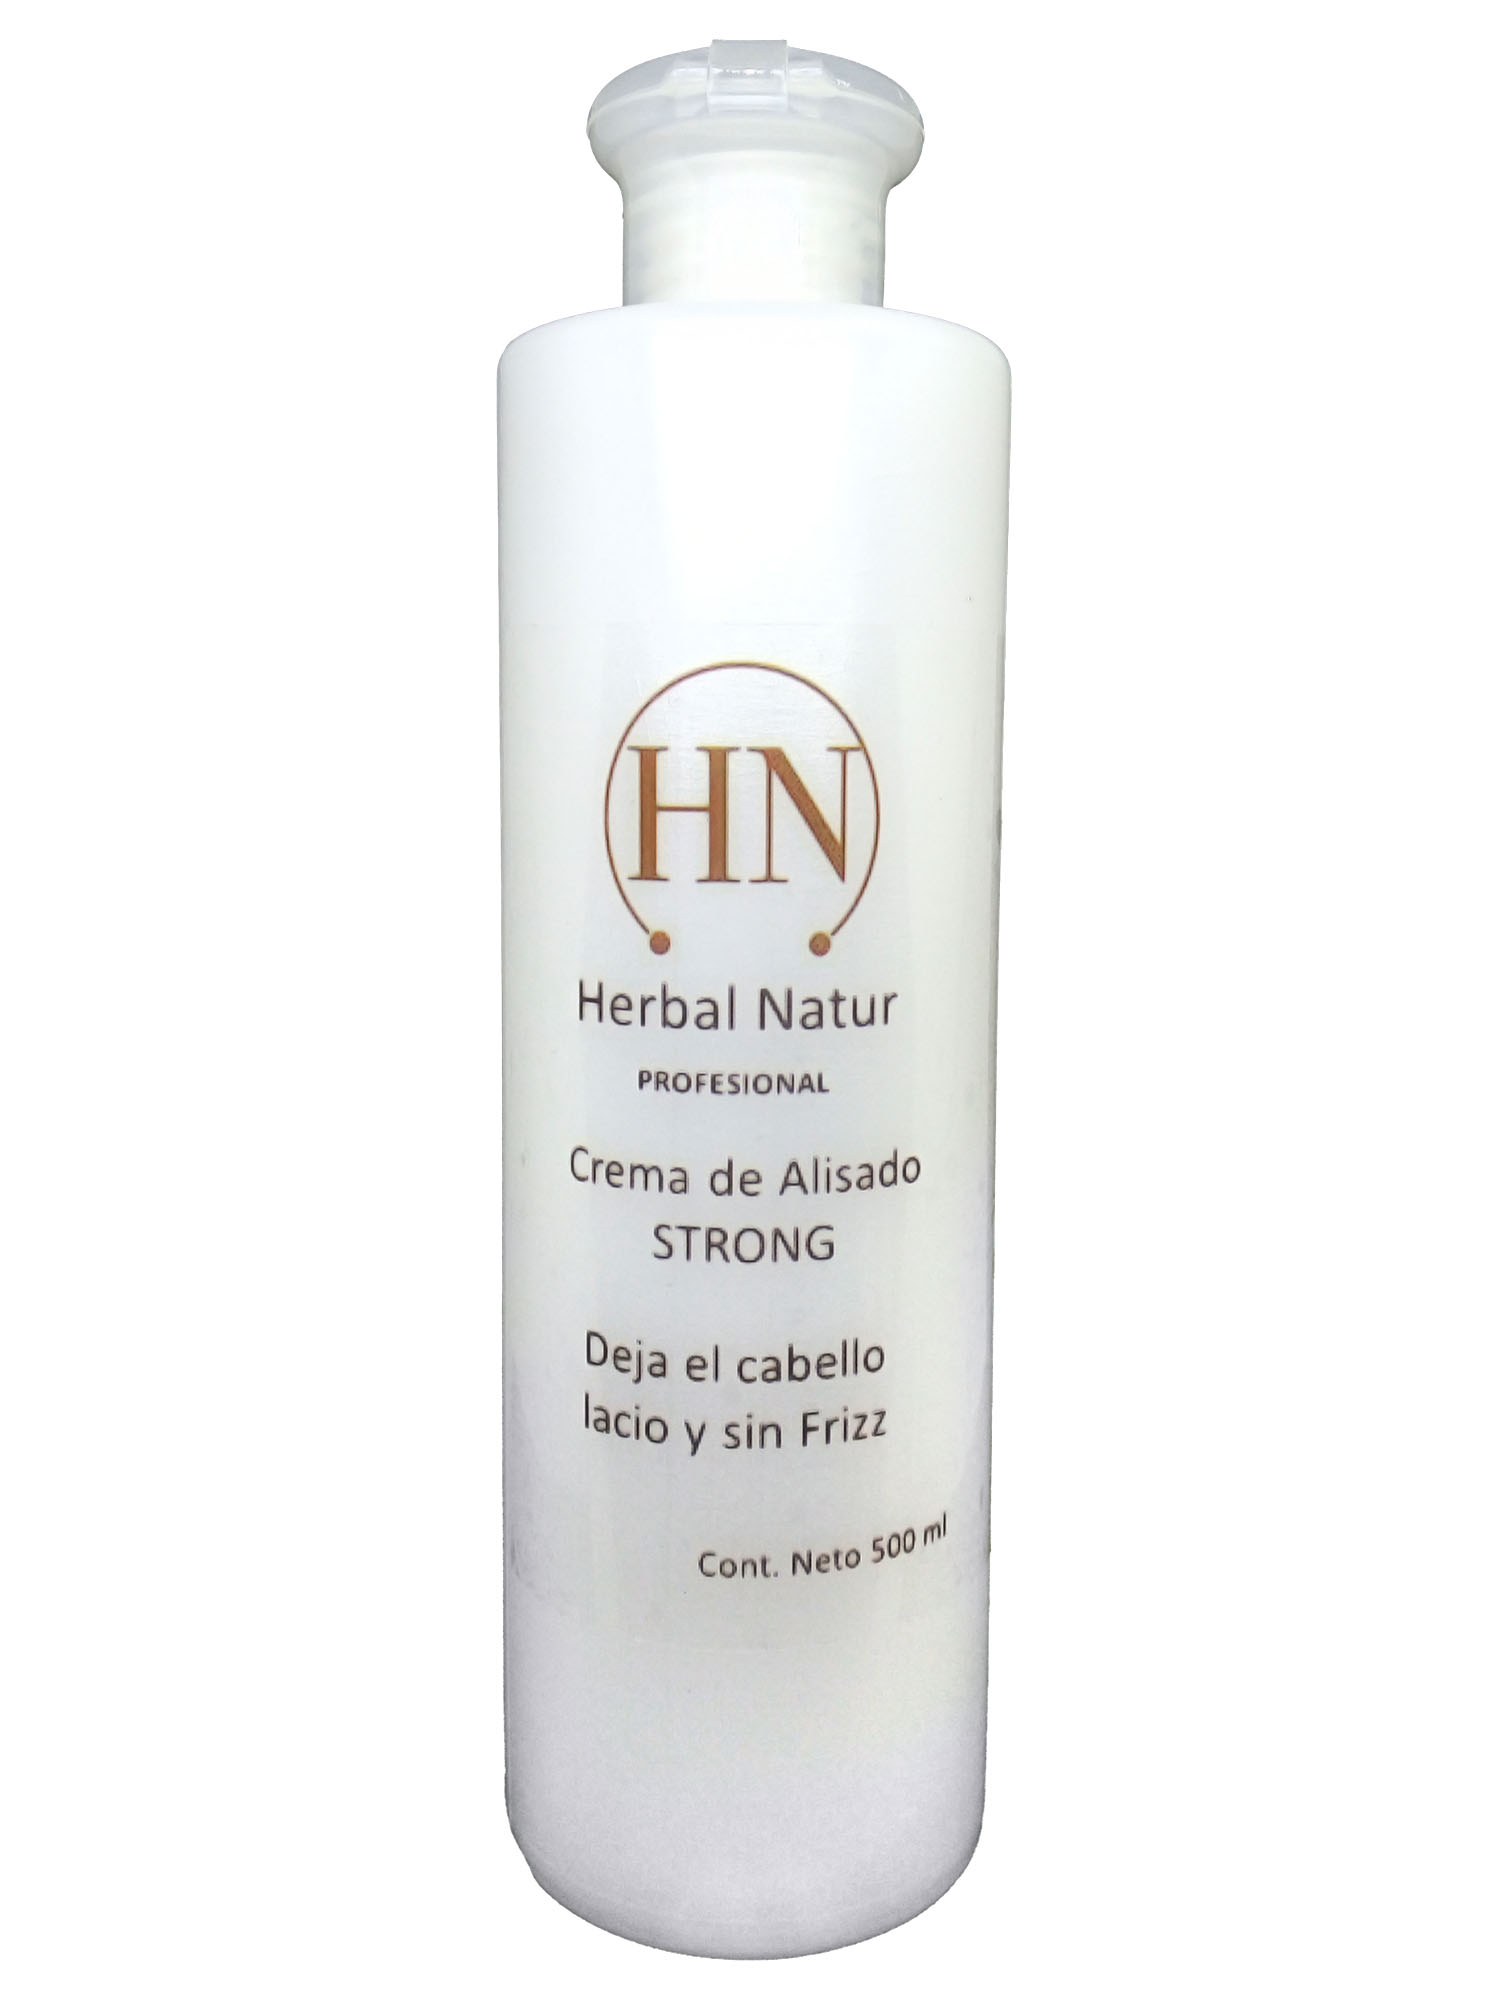 HN
Herbal Natur
PROFESIONAL
Crema de Alisado
STRONG
Deja el cabello
lacio y sin Frizz
Cont. Neto 500 ml